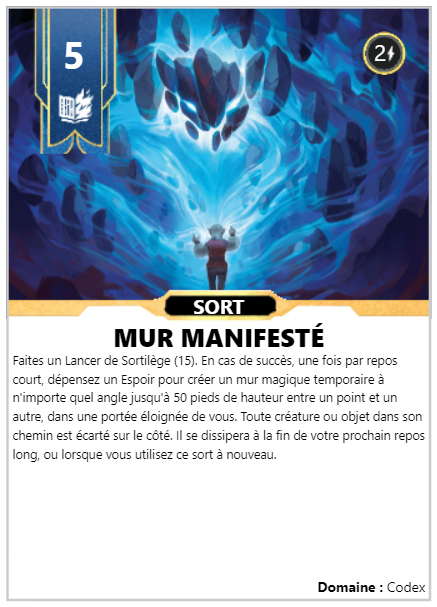 5
2
SORT
MUR MANIFESTÉ
Faites un Lancer de Sortilège (15). En cas de succès, une fois par repos
court, dépensez un Espoir pour créer un mur magique temporaire à
n'importe quel angle jusqu'à 50 pieds de hauteur entre un point et un
autre, dans une portée éloignée de vous. Toute créature ou objet dans son
chemin est écarté sur le côté. Il se dissipera à la fin de votre prochain repos
long, ou lorsque vous utilisez ce sort à nouveau.
Domaine : Codex